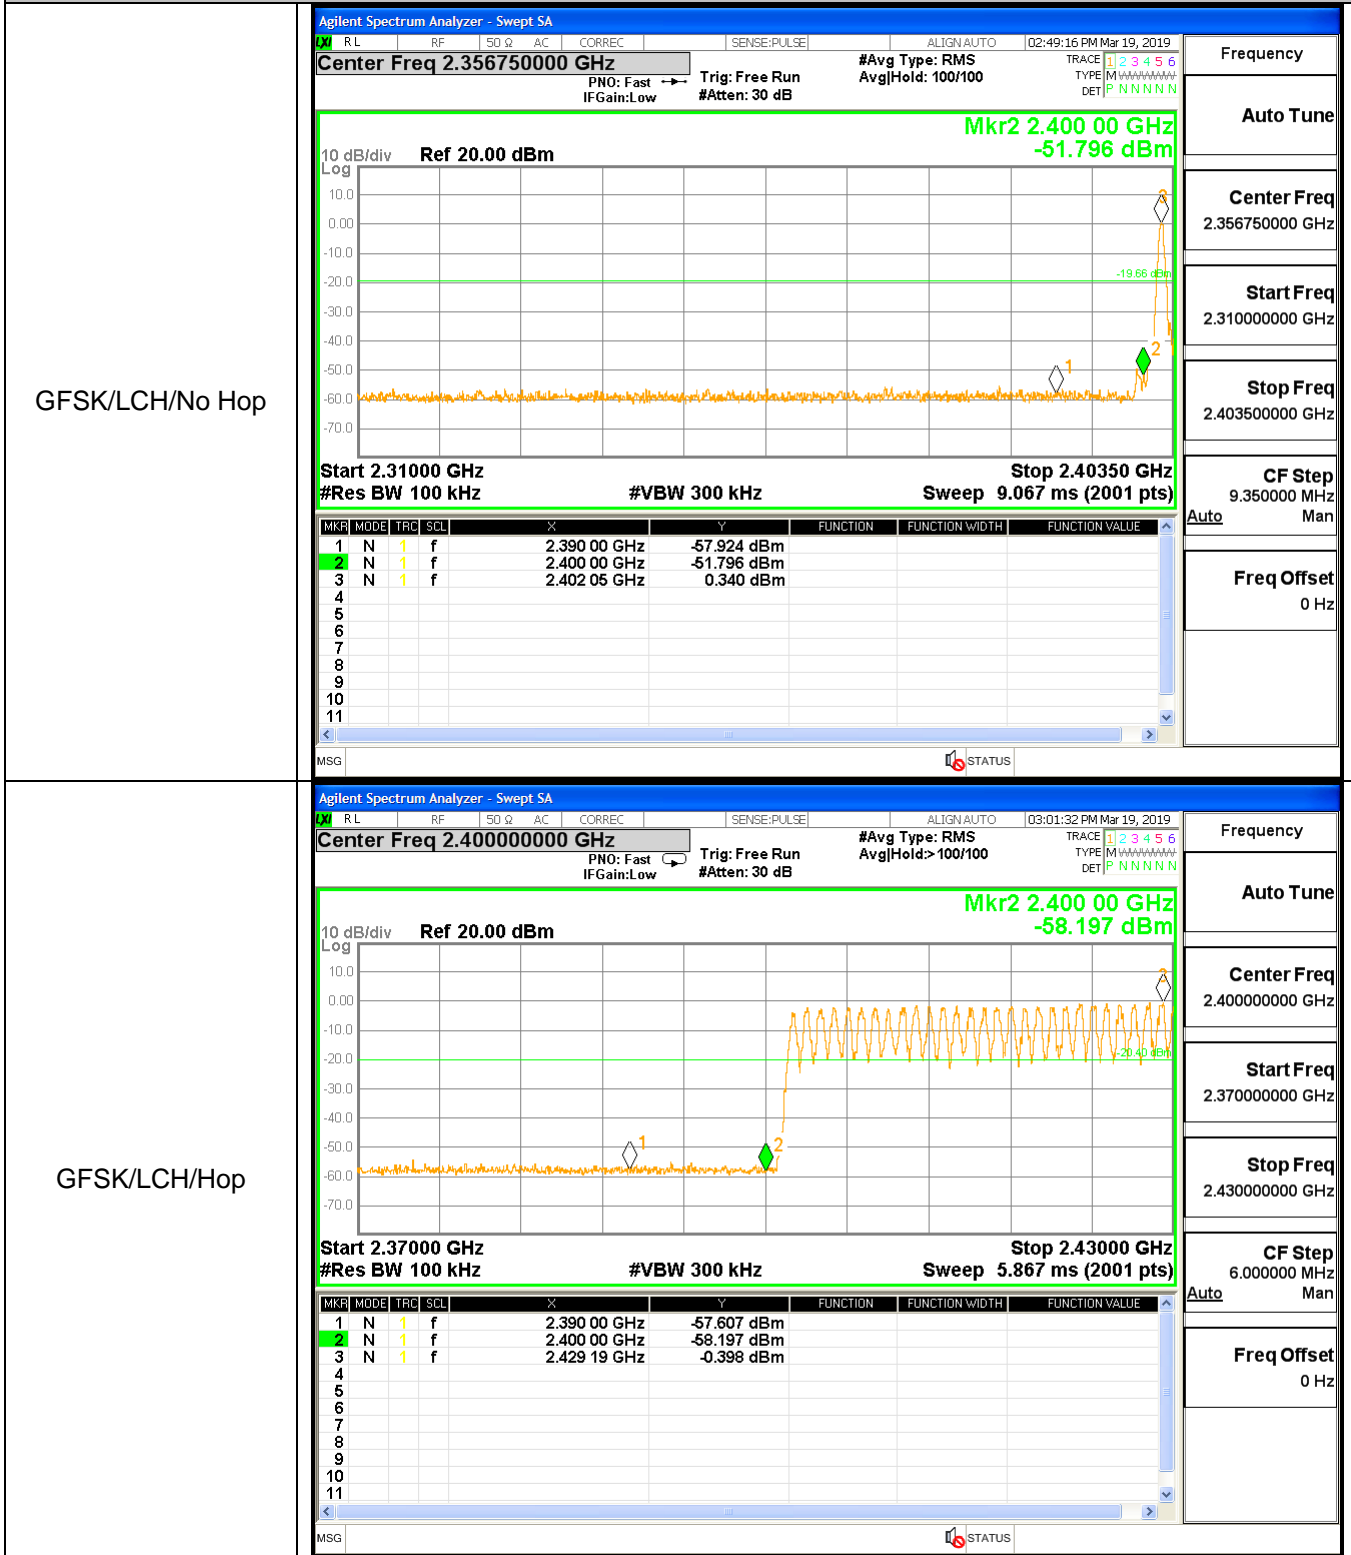 GFSK/LCH/No Hop
Agilent Spectrum Analyzer - Swept SA
LXI RL RF 50 Ω AC CORREC SENSE:PULSE ALIGN AUTO 02:49:16 PM Mar 19, 2019
Center Freq 2.356750000 GHz
PNO: Fast
IFGain:Low
Trig: Free Run
#Atten: 30 dB
#Avg Type: RMS
Avg|Hold: 100/100
TRACE 1 2 3 4 5 6
TYPE M
DET P N N N N N
Mkr2 2.400 00 GHz
-51.796 dBm
10 dB/div Ref 20.00 dBm
Log
10.0
0.00
-10.0
-20.0
-30.0
-40.0
-50.0
-60.0
-70.0
3
-19.66 dBm
2
1
Start 2.31000 GHz Stop 2.40350 GHz
#Res BW 100 kHz #VBW 300 kHz Sweep 9.067 ms (2001 pts)
MKR MODE TRC SCL X Y FUNCTION FUNCTION WIDTH FUNCTION VALUE
1 N 1 f 2.390 00 GHz -57.924 dBm
2 N 1 f 2.400 00 GHz -51.796 dBm
3 N 1 f 2.402 05 GHz 0.340 dBm
4
5
6
7
8
9
10
11
MSG STATUS
Frequency
Auto Tune
Center Freq
2.356750000 GHz
Start Freq
2.310000000 GHz
Stop Freq
2.403500000 GHz
CF Step
9.350000 MHz
Auto Man
Freq Offset
0 Hz
GFSK/LCH/Hop
Agilent Spectrum Analyzer - Swept SA
LXI RL RF 50 Ω AC CORREC SENSE:PULSE ALIGN AUTO 03:01:32 PM Mar 19, 2019
Center Freq 2.400000000 GHz
PNO: Fast
IFGain:Low
Trig: Free Run
#Atten: 30 dB
#Avg Type: RMS
Avg|Hold:>100/100
TRACE 1 2 3 4 5 6
TYPE M
DET P N N N N N
Mkr2 2.400 00 GHz
-58.197 dBm
10 dB/div Ref 20.00 dBm
Log
10.0
0.00
-10.0
-20.0
-30.0
-40.0
-50.0
-60.0
-70.0
3
-20.40 dBm
1
2
Start 2.37000 GHz Stop 2.43000 GHz
#Res BW 100 kHz #VBW 300 kHz Sweep 5.867 ms (2001 pts)
MKR MODE TRC SCL X Y FUNCTION FUNCTION WIDTH FUNCTION VALUE
1 N 1 f 2.390 00 GHz -57.607 dBm
2 N 1 f 2.400 00 GHz -58.197 dBm
3 N 1 f 2.429 19 GHz -0.398 dBm
4
5
6
7
8
9
10
11
MSG STATUS
Frequency
Auto Tune
Center Freq
2.400000000 GHz
Start Freq
2.370000000 GHz
Stop Freq
2.430000000 GHz
CF Step
6.000000 MHz
Auto Man
Freq Offset
0 Hz